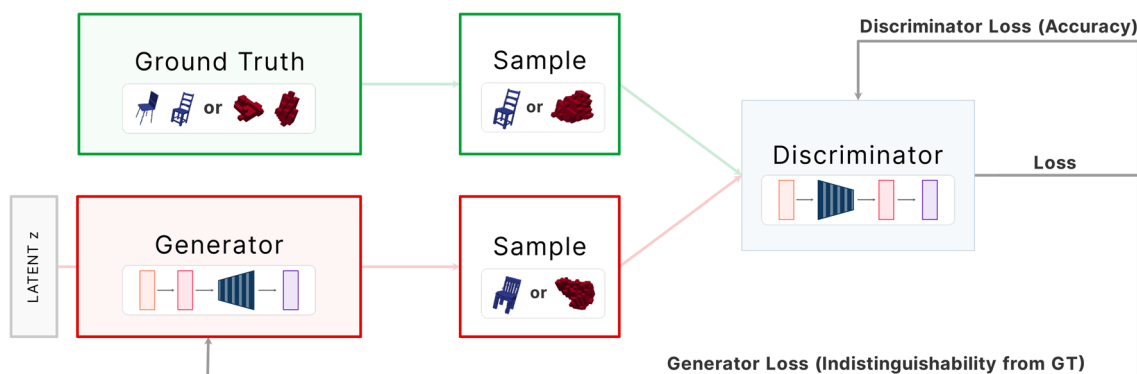 Discriminator Loss (Accuracy)
Ground Truth
or
Sample
or
Discriminator
Loss
LATENT z
Generator
Sample
or
Generator Loss (Indistinguishability from GT)